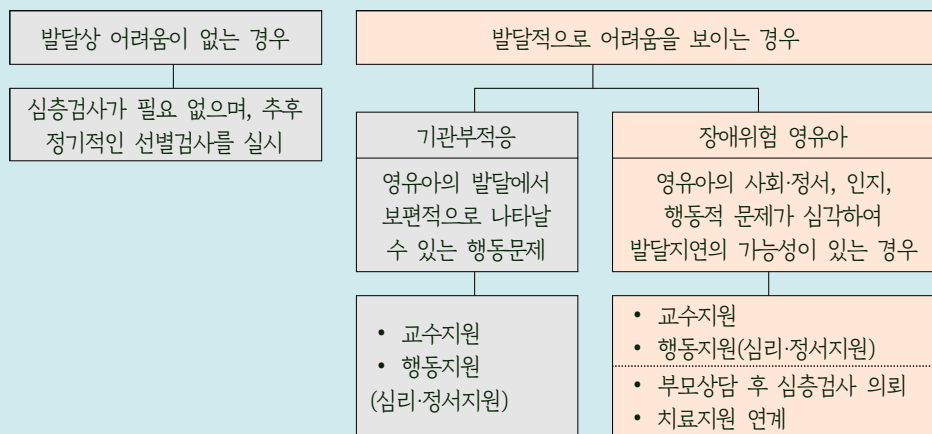 발달상 어려움이 없는 경우
심층검사가 필요 없으며, 추후
정기적인 선별검사를 실시
발달적으로 어려움을 보이는 경우
기관부적응
영유아의 발달에서
보편적으로 나타날
수 있는 행동문제
• 교수지원
• 행동지원
(심리·정서지원)
장애위험 영유아
영유아의 사회·정서, 인지,
행동적 문제가 심각하여
발달지연의 가능성이 있는 경우
• 교수지원
• 행동지원(심리·정서지원)
• 부모상담 후 심층검사 의뢰
• 치료지원 연계